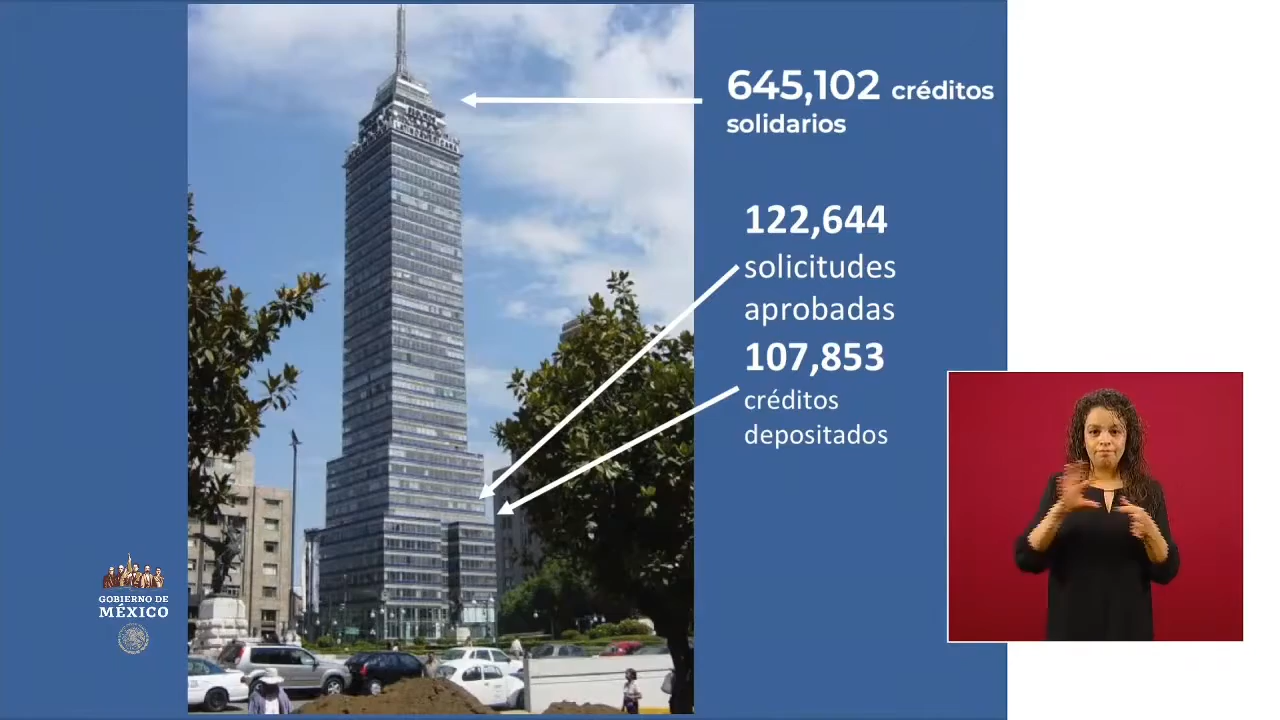 645,102 créditos
solidarios
122,644
solicitudes
aprobadas
107,853
créditos
depositados
GOBIERNO DE
MÉXICO